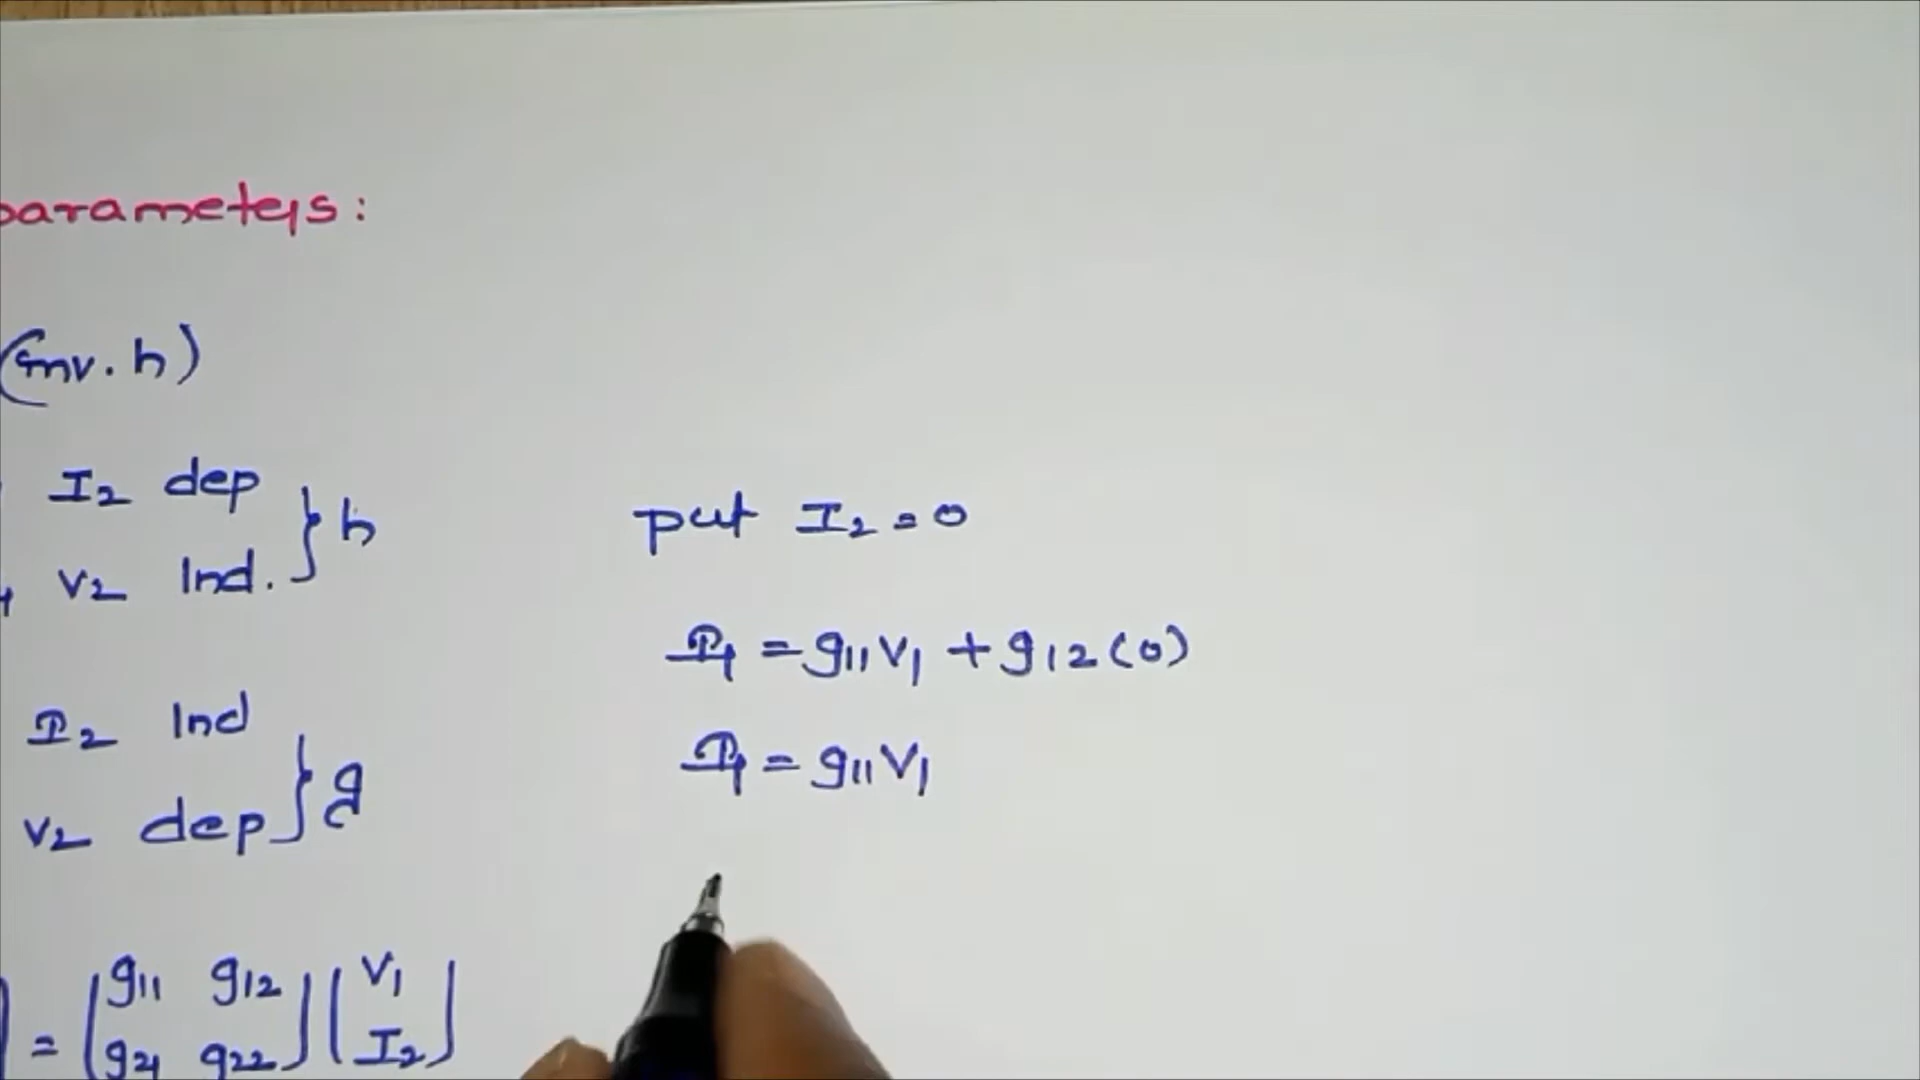 parameters:
(inv. h)
I2 dep
V2 Ind. } h
put I2 = 0
I1 = g11V1 + g12(0)
I2 Ind
V2 dep } g
I1 = g11V1
= [g11 g12] [V1]
[g21 g22] [I2]